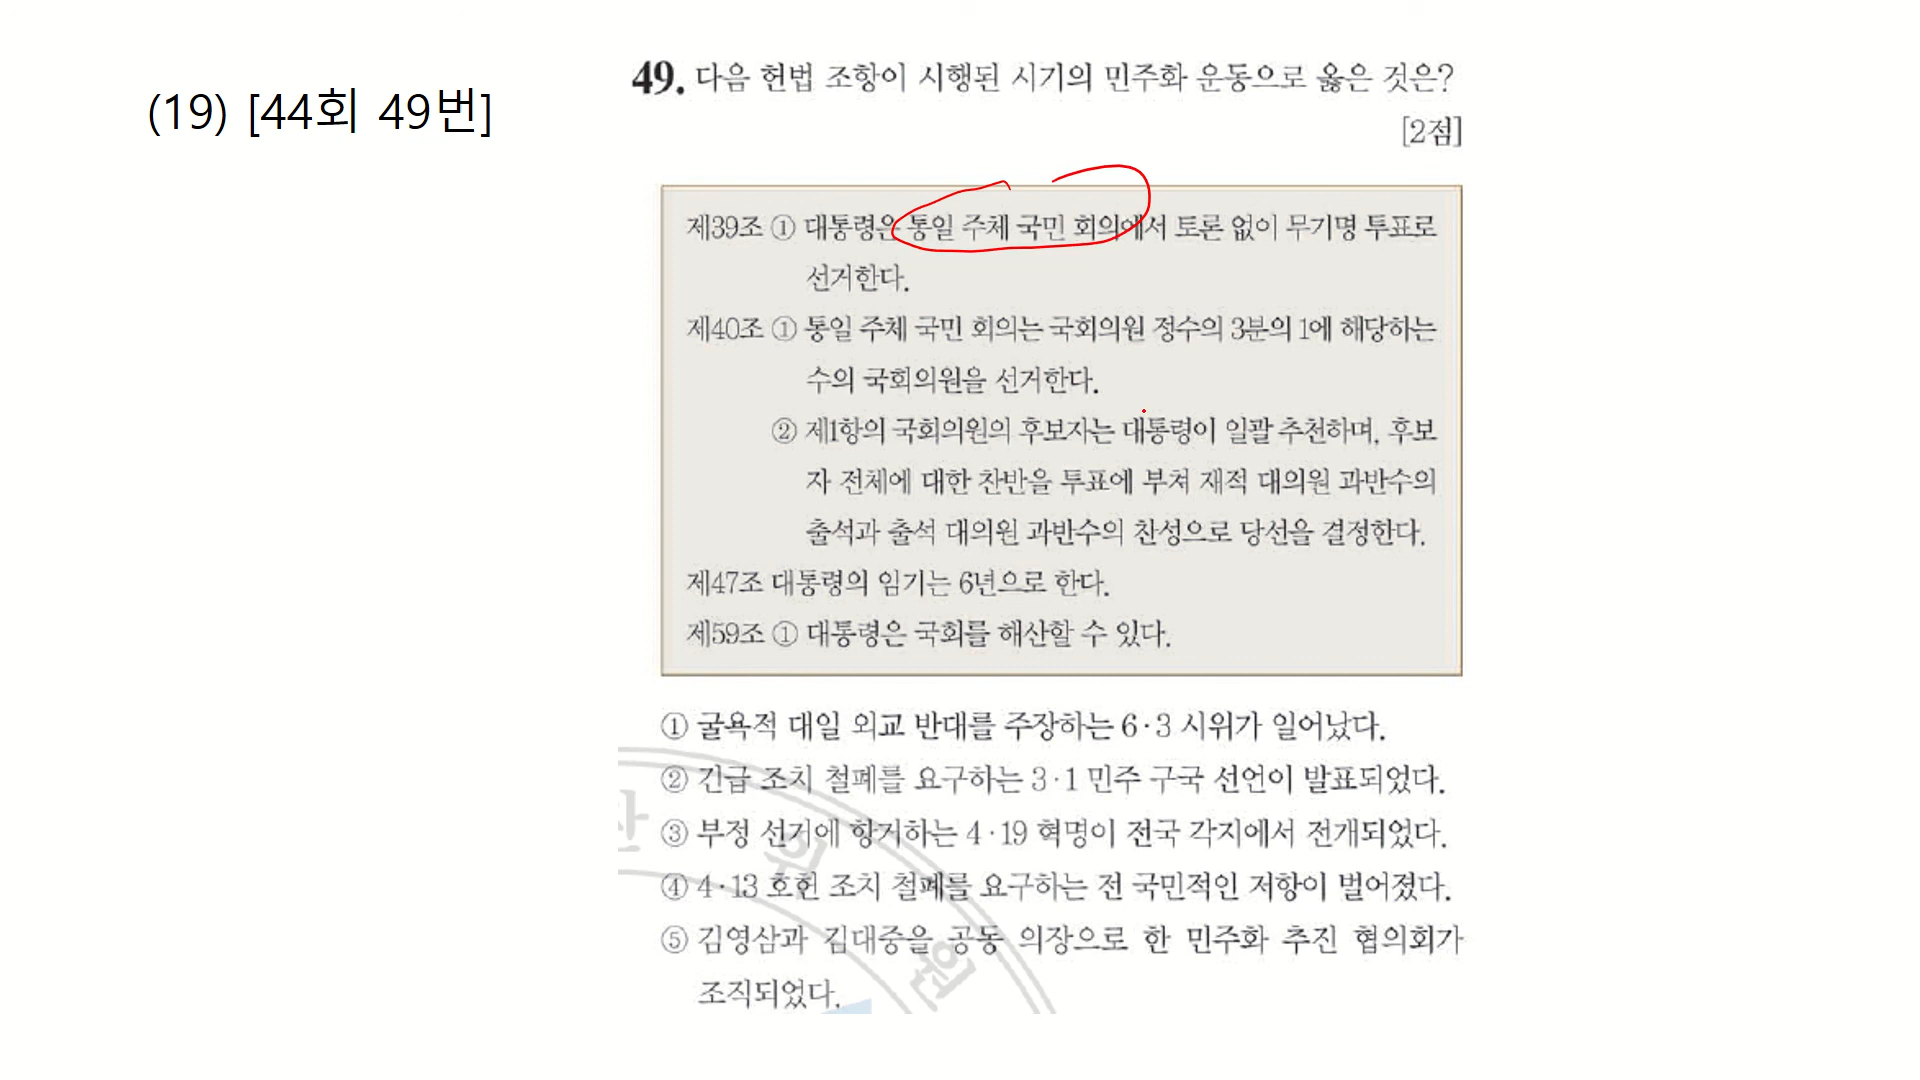 (19) [44회 49번]
49. 다음 헌법 조항이 시행된 시기의 민주화 운동으로 옳은 것은?
[2점]
제39조 ① 대통령은 통일 주체 국민 회의에서 토론 없이 무기명 투표로
선거한다.
제40조 ① 통일 주체 국민 회의는 국회의원 정수의 3분의 1에 해당하는
수의 국회의원을 선거한다.
② 제1항의 국회의원의 후보자는 대통령이 일괄 추천하며, 후보
자 전체에 대한 찬반을 투표에 부쳐 재적 대의원 과반수의
출석과 출석 대의원 과반수의 찬성으로 당선을 결정한다.
제47조 대통령의 임기는 6년으로 한다.
제59조 ① 대통령은 국회를 해산할 수 있다.
① 굴욕적 대일 외교 반대를 주장하는 6·3 시위가 일어났다.
② 긴급 조치 철폐를 요구하는 3·1 민주 구국 선언이 발표되었다.
③ 부정 선거에 항거하는 4·19 혁명이 전국 각지에서 전개되었다.
④ 4·13 호헌 조치 철폐를 요구하는 전 국민적인 저항이 벌어졌다.
⑤ 김영삼과 김대중을 공동 의장으로 한 민주화 추진 협의회가
조직되었다.